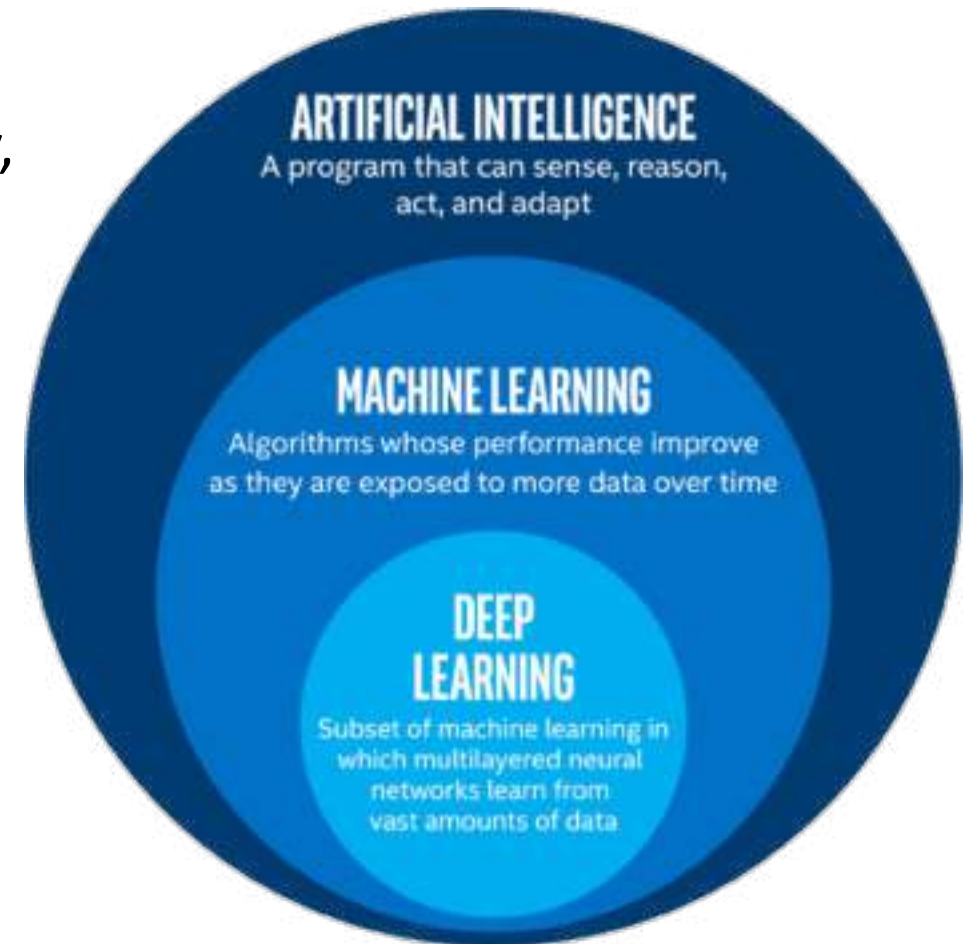 ARTIFICIAL INTELLIGENCE
A program that can sense, reason,
act, and adapt
MACHINE LEARNING
Algorithms whose performance improve
as they are exposed to more data over time
DEEP
LEARNING
Subset of machine learning in
which multilayered neural
networks learn from
vast amounts of data